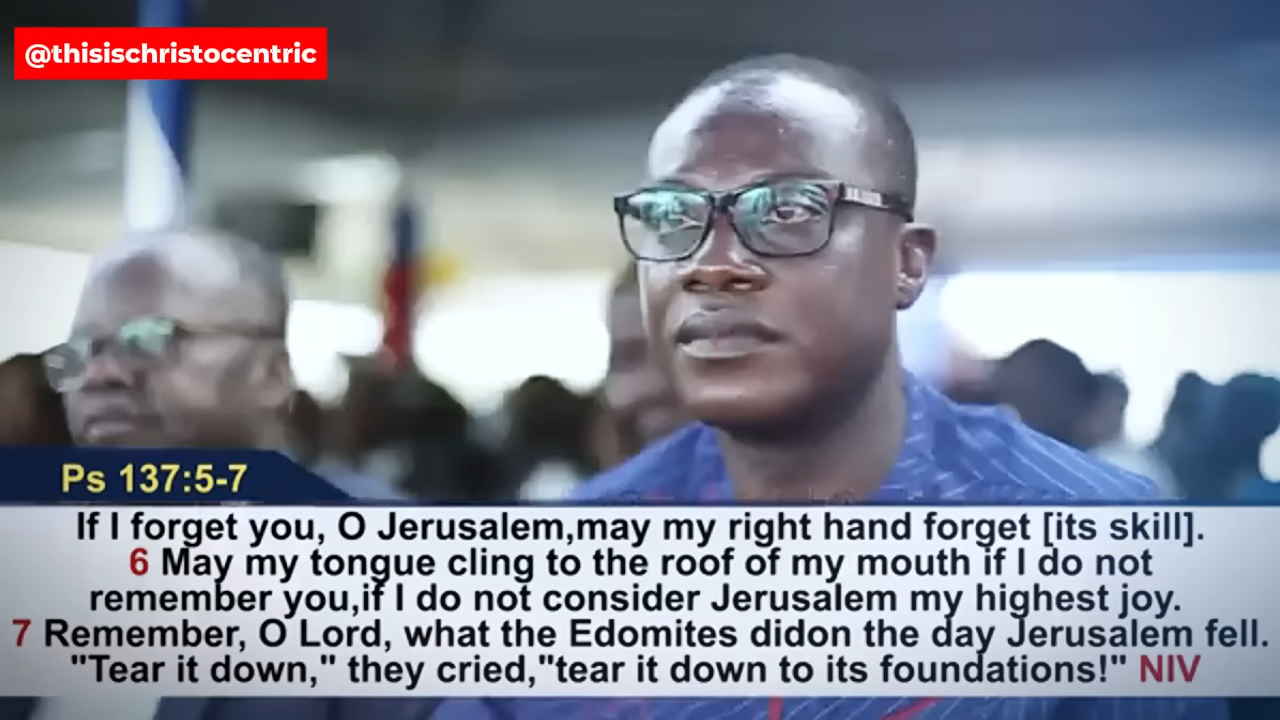 @thisischristocentric
Ps 137:5-7
If I forget you, O Jerusalem,may my right hand forget [its skill].
6 May my tongue cling to the roof of my mouth if I do not
remember you,if I do not consider Jerusalem my highest joy.
7 Remember, O Lord, what the Edomites didon the day Jerusalem fell.
"Tear it down," they cried,"tear it down to its foundations!" NIV